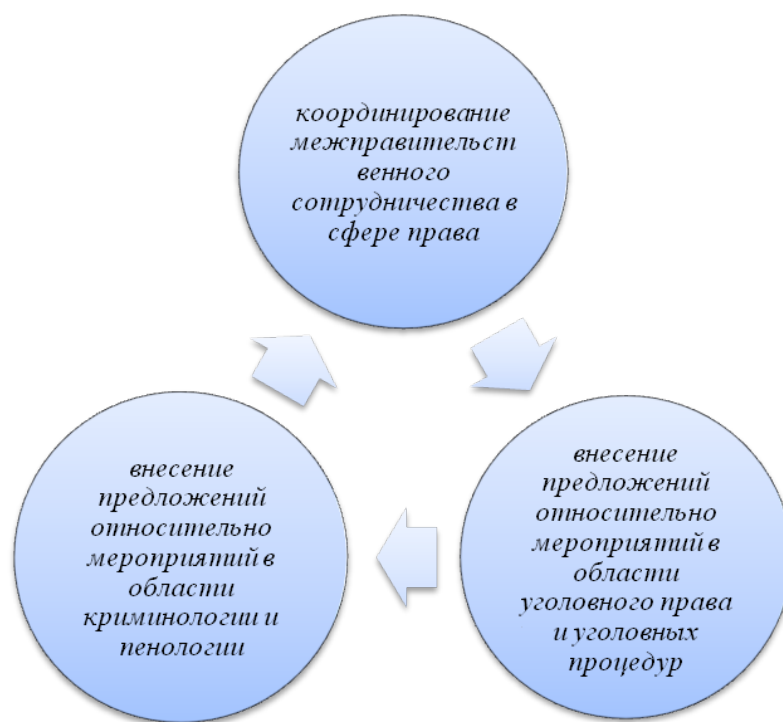 координирование
межправительст
венного
сотрудничества в
сфере права
внесение
предложений
относительно
мероприятий в
области
криминологии и
пенологии
внесение
предложений
относительно
мероприятий в
области
уголовного права
и уголовных
процедур